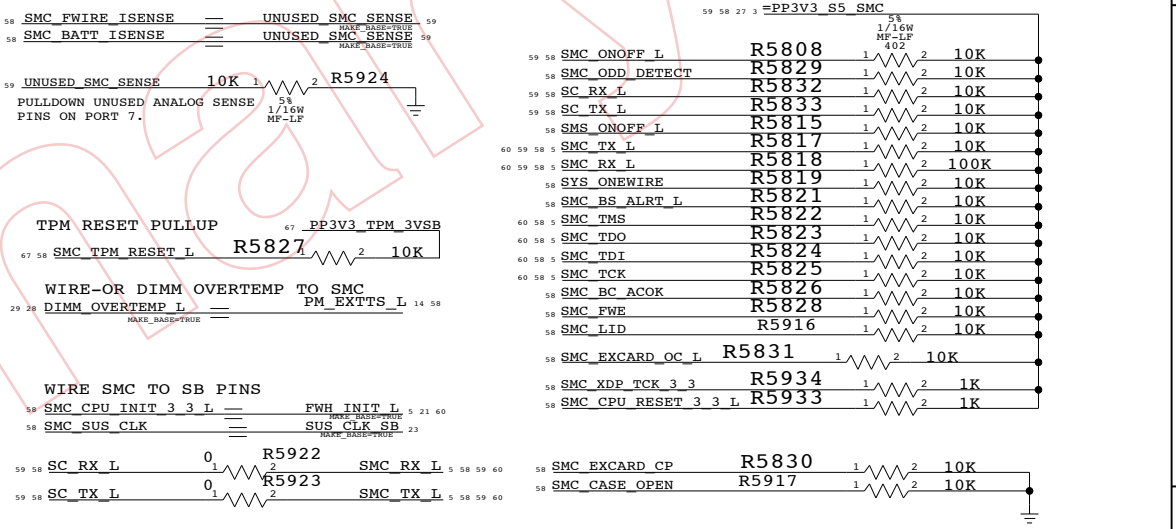 58 SMC_FWIRE_ISENSE UNUSED_SMC_SENSE 59
MAKE_BASE=TRUE
58 SMC_BATT_ISENSE UNUSED_SMC_SENSE 59
MAKE_BASE=TRUE
59 UNUSED_SMC_SENSE 10K 1 2 R5924
5%
1/16W
MF-LF
PULLDOWN UNUSED ANALOG SENSE
PINS ON PORT 7.
TPM RESET PULLUP
67 PP3V3_TPM_3VSB
67 58 SMC_TPM_RESET_L R5827 1 2 10K
WIRE-OR DIMM OVERTEMP TO SMC
29 28 DIMM_OVERTEMP_L PM_EXTTS_L 14 58
MAKE_BASE=TRUE
WIRE SMC TO SB PINS
58 SMC_CPU_INIT_3_3_L FWH_INIT_L 5 21 60
MAKE_BASE=TRUE
58 SMC_SUS_CLK SUS_CLK_SB 23
MAKE_BASE=TRUE
59 58 SC_RX_L 0 1 2 R5922 SMC_RX_L 5 58 59 60
59 58 SC_TX_L 0 1 2 R5923 SMC_TX_L 5 58 59 60
59 58 27 3 =PP3V3_S5_SMC
5%
1/16W
MF-LF
402
59 58 SMC_ONOFF_L R5808 1 2 10K
58 SMC_ODD_DETECT R5829 1 2 10K
59 58 SC_RX_L R5832 1 2 10K
59 58 SC_TX_L R5833 1 2 10K
58 SMS_ONOFF_L R5815 1 2 10K
60 59 58 5 SMC_TX_L R5817 1 2 10K
60 59 58 5 SMC_RX_L R5818 1 2 100K
58 SYS_ONEWIRE R5819 1 2 10K
58 SMC_BS_ALRT_L R5821 1 2 10K
60 58 5 SMC_TMS R5822 1 2 10K
60 58 5 SMC_TDO R5823 1 2 10K
60 58 5 SMC_TDI R5824 1 2 10K
60 58 5 SMC_TCK R5825 1 2 10K
58 SMC_BC_ACOK R5826 1 2 10K
58 SMC_FWE R5828 1 2 10K
58 SMC_LID R5916 1 2 10K
58 SMC_EXCARD_OC_L R5831 1 2 10K
58 SMC_XDP_TCK_3_3 R5934 1 2 1K
58 SMC_CPU_RESET_3_3_L R5933 1 2 1K
58 SMC_EXCARD_CP R5830 1 2 10K
58 SMC_CASE_OPEN R5917 1 2 10K